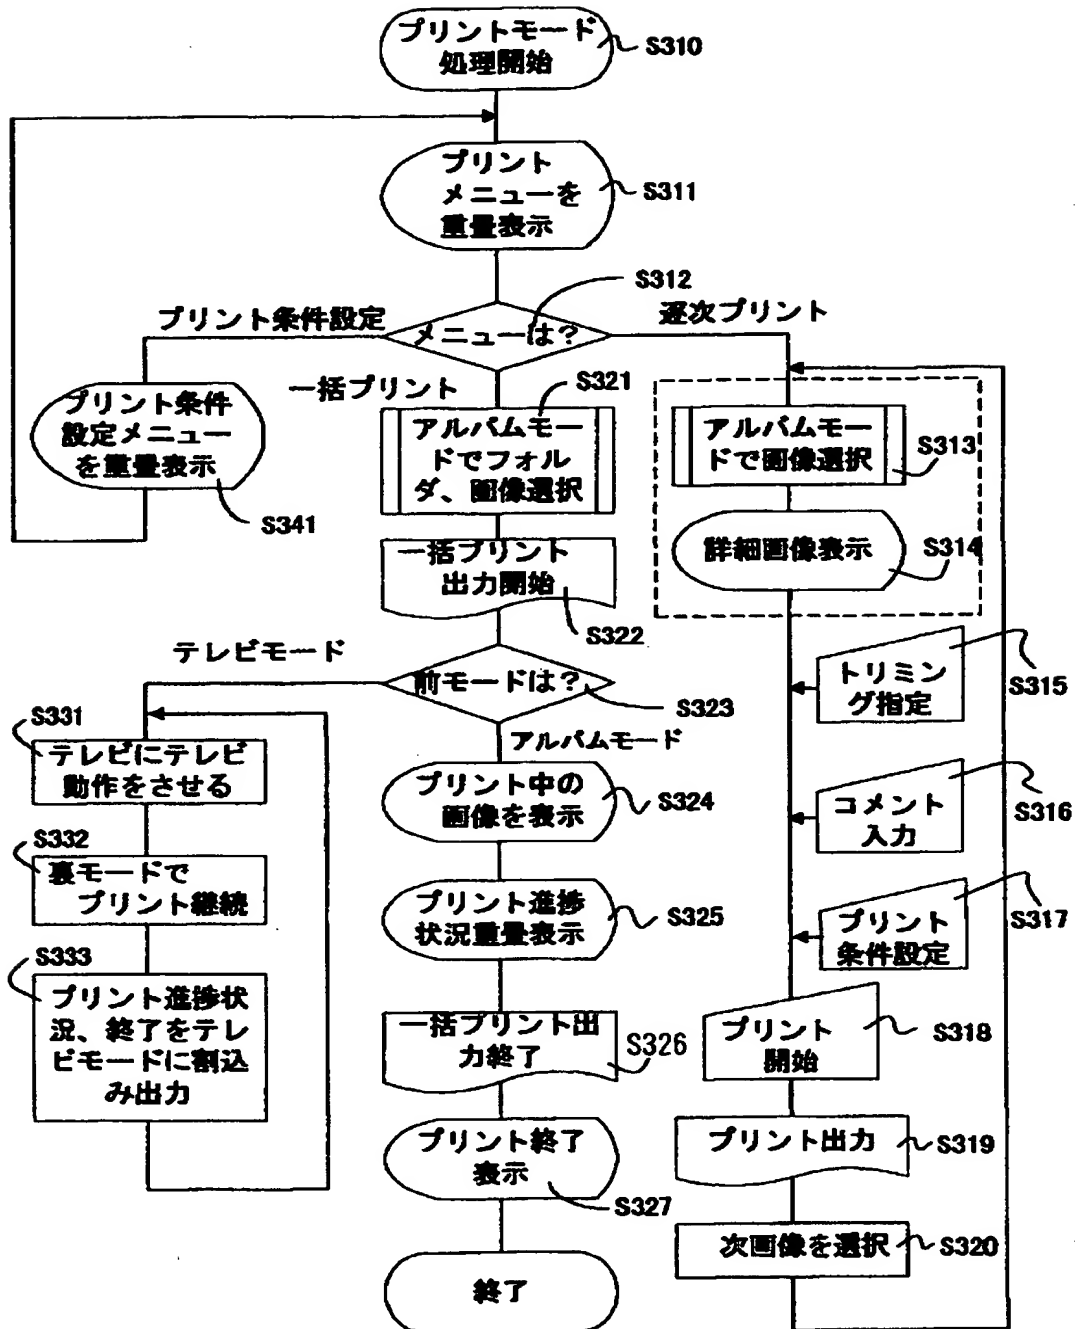 プリントモード
処理開始
S310
プリント
メニューを
重畳表示
S311
S312
メニューは？
プリント条件設定
逐次プリント
一括プリント
プリント条件
設定メニュー
を重畳表示
S341
S321
アルバムモー
ドでフォル
ダ、画像選択
一括プリント
出力開始
S322
テレビモード
前モードは？
S323
アルバムモード
S331
テレビにテレビ
動作をさせる
S332
裏モードで
プリント継続
S333
プリント進捗状
況、終了をテレ
ビモードに割込
み出力
プリント中の
画像を表示
S324
プリント進捗
状況重畳表示
S325
一括プリント出
力終了
S326
プリント終了
表示
S327
終了
アルバムモー
ドで画像選択
S313
詳細画像表示
S314
トリミン
グ指定
S315
コメント
入力
S316
プリント
条件設定
S317
プリント
開始
S318
プリント出力
S319
次画像を選択
S320